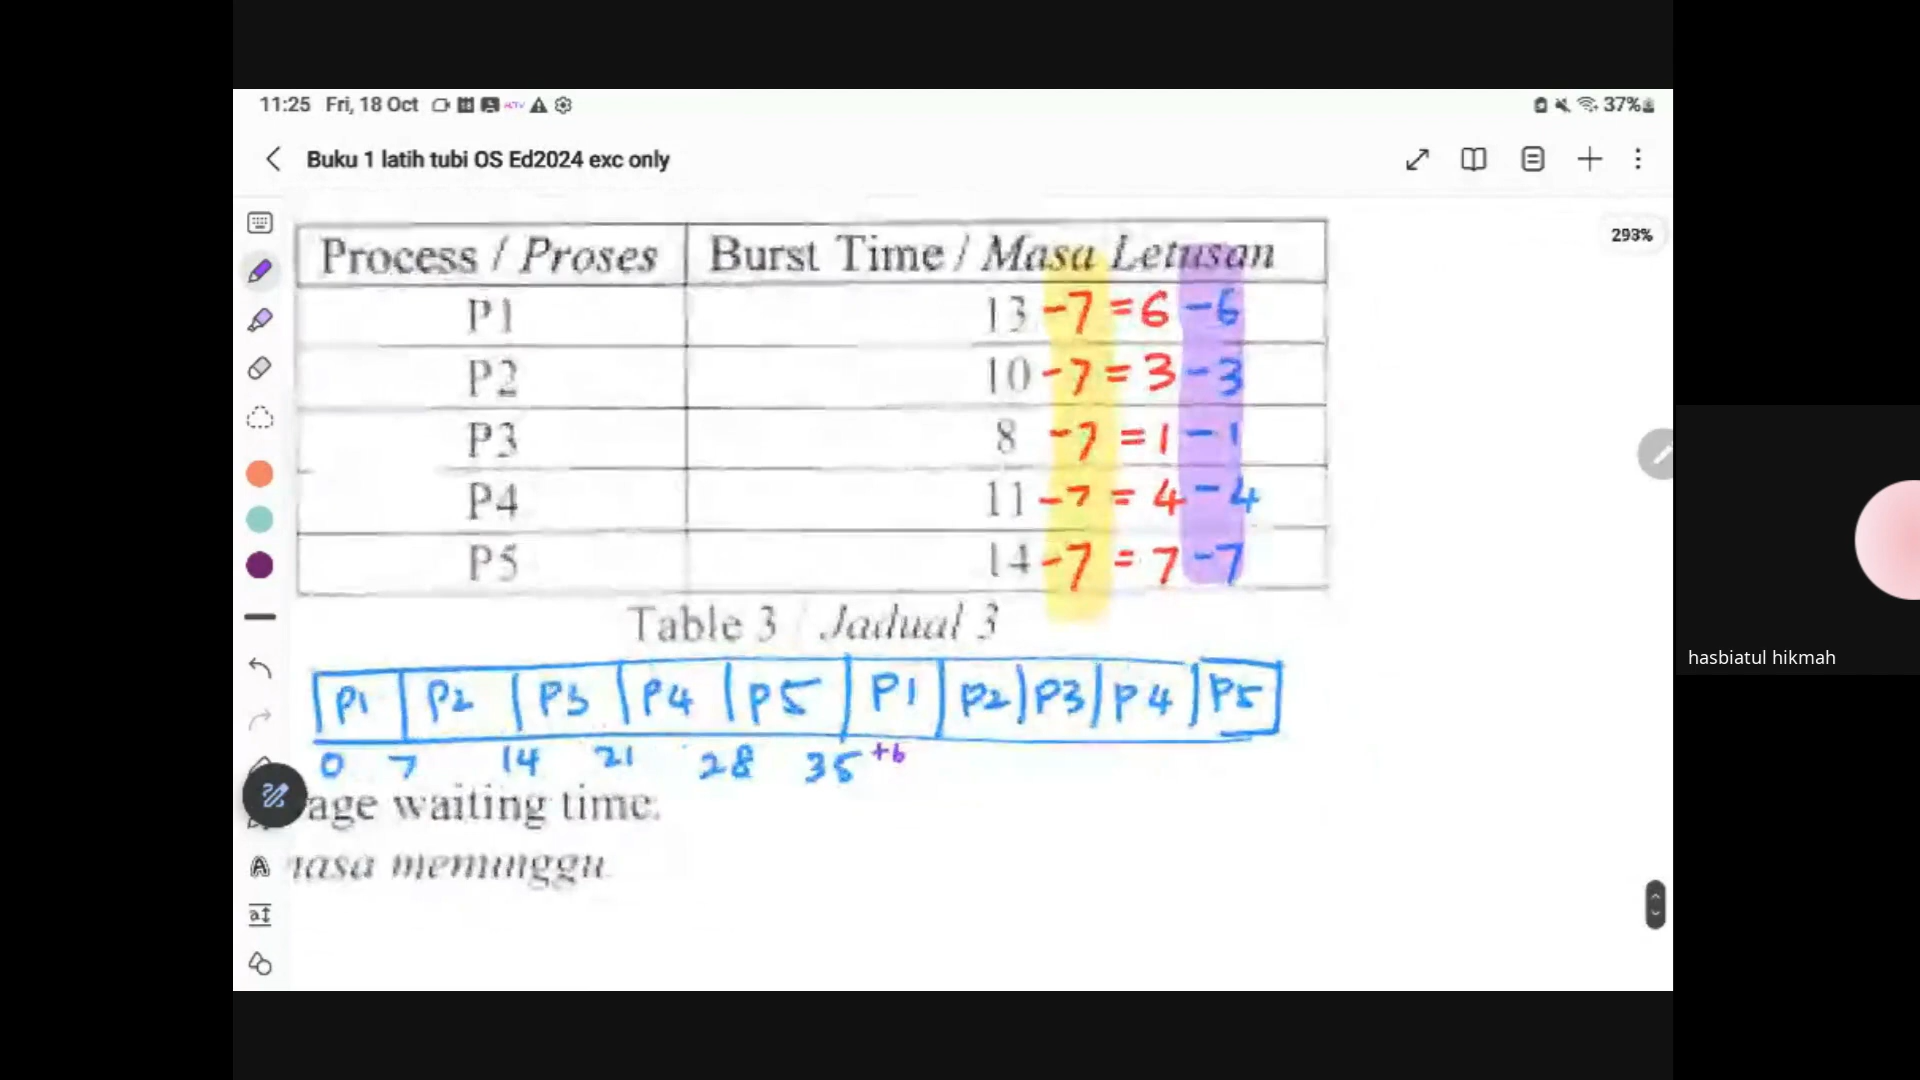 11:25 Fri, 18 Oct 37%
Buku 1 latih tubi OS Ed2024 exc only
293%
Process / Proses Burst Time / Masa Letusan
P1 13 -7 = 6 -6
P2 10 -7 = 3 -3
P3 8 -7 = 1 -1
P4 11 -7 = 4 -4
P5 14 -7 = 7 -7
Table 3 / Jadual 3
P1 P2 P3 P4 P5 P1 P2 P3 P4 P5
0 7 14 21 28 35 +6
age waiting time.
masa menunggu
hasbiatul hikmah